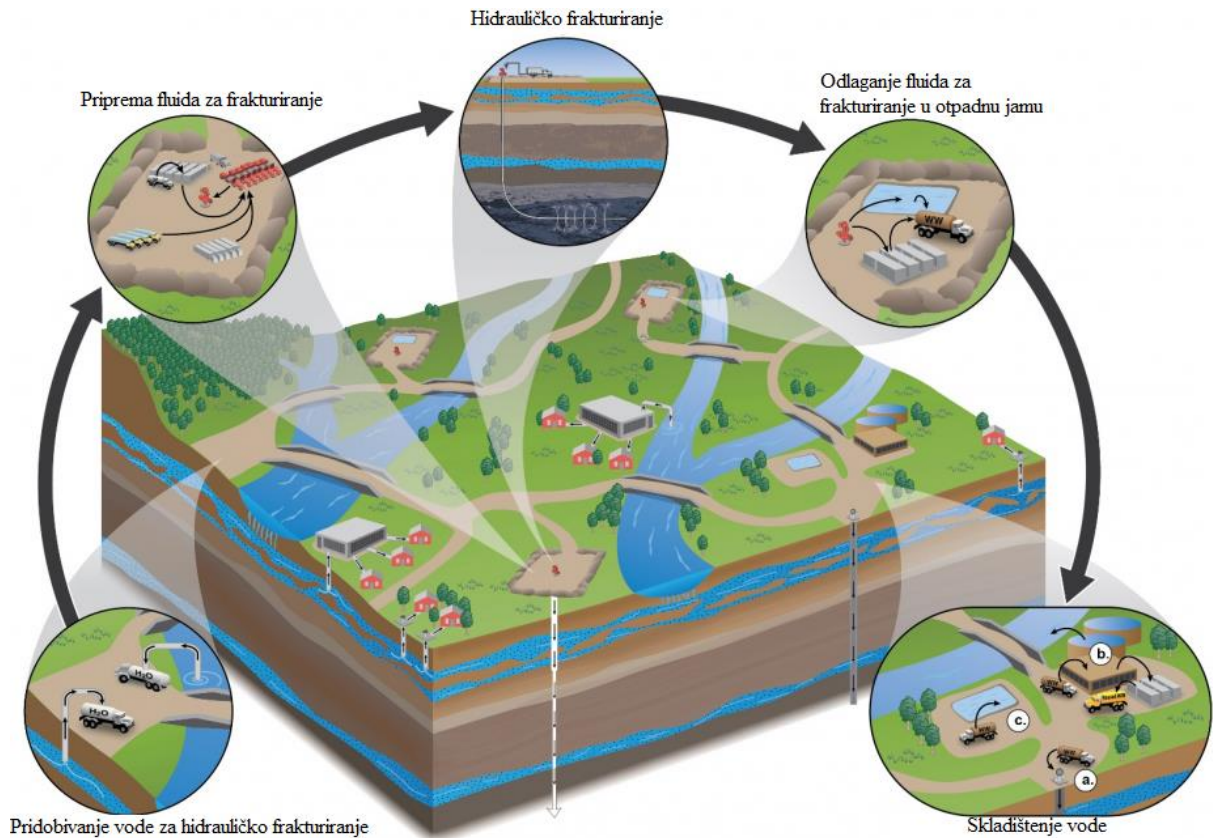 Hidrauličko frakturiranje
Priprema fluida za frakturiranje
Odlaganje fluida za
frakturiranje u otpadnu jamu
WW
H₂O
H₂O
b.
c.
a.
Pridobivanje vode za hidrauličko frakturiranje
Skladištenje vode